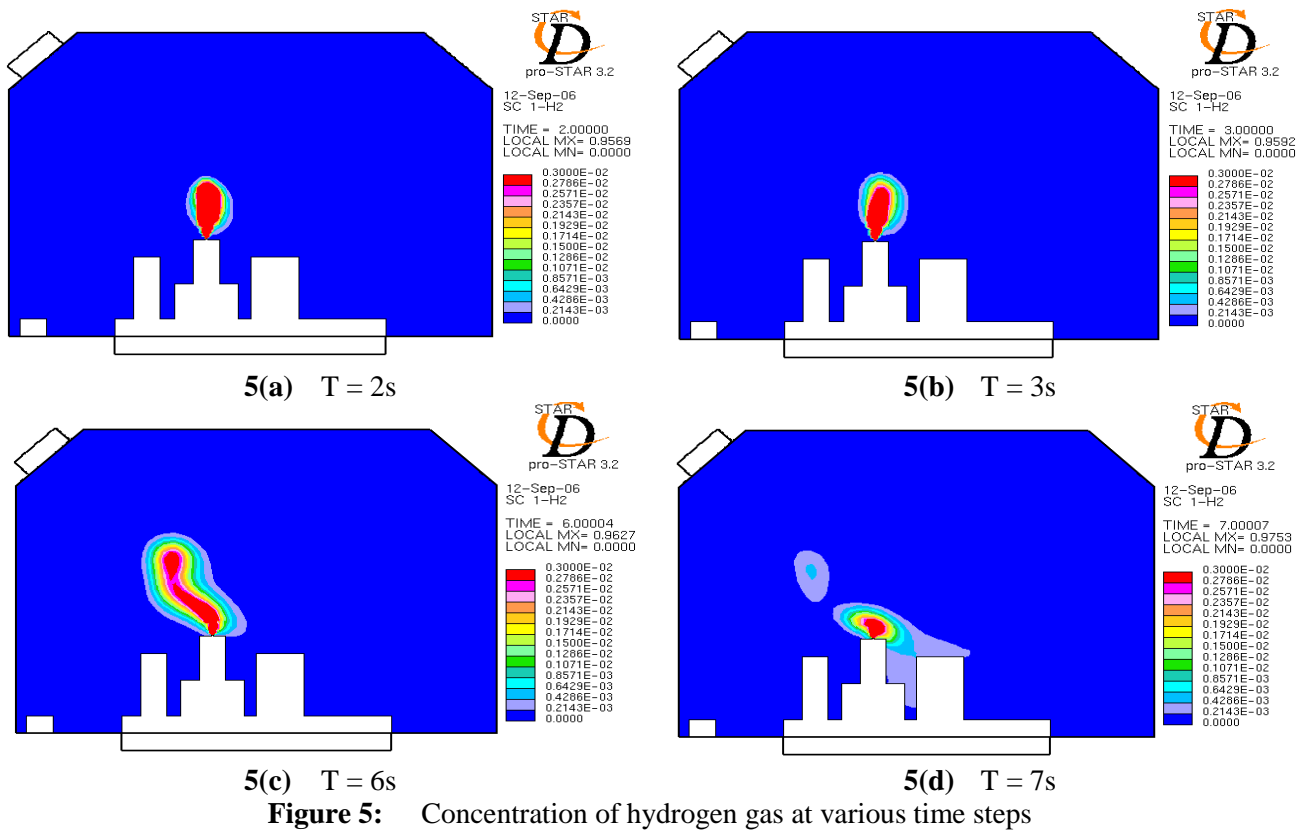 STAR
D
pro-STAR 3.2
12-Sep-06
SC 1-H2
TIME = 2.00000
LOCAL MX= 0.9569
LOCAL MN= 0.0000
0.3000E-02
0.2786E-02
0.2571E-02
0.2357E-02
0.2143E-02
0.1929E-02
0.1714E-02
0.1500E-02
0.1286E-02
0.1071E-02
0.8571E-03
0.6429E-03
0.4286E-03
0.2143E-03
0.0000
5(a) T = 2s
STAR
D
pro-STAR 3.2
12-Sep-06
SC 1-H2
TIME = 3.00000
LOCAL MX= 0.9592
LOCAL MN= 0.0000
0.3000E-02
0.2786E-02
0.2571E-02
0.2357E-02
0.2143E-02
0.1929E-02
0.1714E-02
0.1500E-02
0.1286E-02
0.1071E-02
0.8571E-03
0.6429E-03
0.4286E-03
0.2143E-03
0.0000
5(b) T = 3s
STAR
D
pro-STAR 3.2
12-Sep-06
SC 1-H2
TIME = 6.00004
LOCAL MX= 0.9627
LOCAL MN= 0.0000
0.3000E-02
0.2786E-02
0.2571E-02
0.2357E-02
0.2143E-02
0.1929E-02
0.1714E-02
0.1500E-02
0.1286E-02
0.1071E-02
0.8571E-03
0.6429E-03
0.4286E-03
0.2143E-03
0.0000
5(c) T = 6s
STAR
D
pro-STAR 3.2
12-Sep-06
SC 1-H2
TIME = 7.00007
LOCAL MX= 0.9753
LOCAL MN= 0.0000
0.3000E-02
0.2786E-02
0.2571E-02
0.2357E-02
0.2143E-02
0.1929E-02
0.1714E-02
0.1500E-02
0.1286E-02
0.1071E-02
0.8571E-03
0.6429E-03
0.4286E-03
0.2143E-03
0.0000
5(d) T = 7s
Figure 5: Concentration of hydrogen gas at various time steps